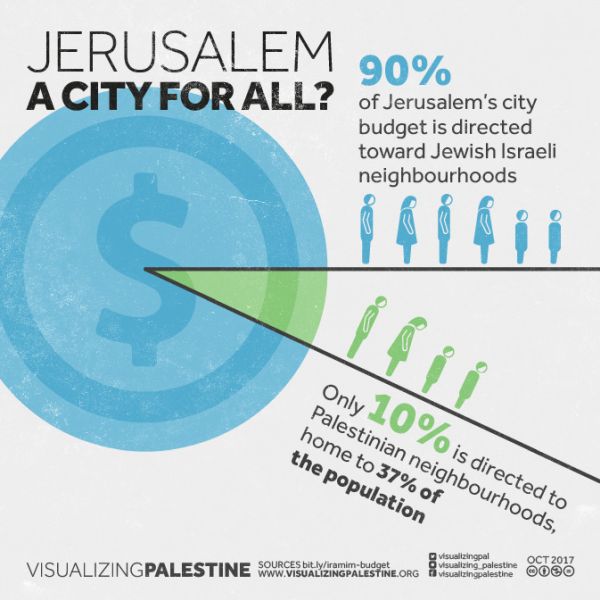 JERUSALEM
A CITY FOR ALL?
90%
of Jerusalem's city
budget is directed
toward Jewish Israeli
neighbourhoods
$
Only 10% is directed to
Palestinian neighbourhoods,
home to 37% of
the population
VISUALIZINGPALESTINE
SOURCES bit.ly/iramim-budget
WWW.VISUALIZINGPALESTINE.ORG
visualizingpal
visualizing_palestine
visualizingpalestine
OCT 2017